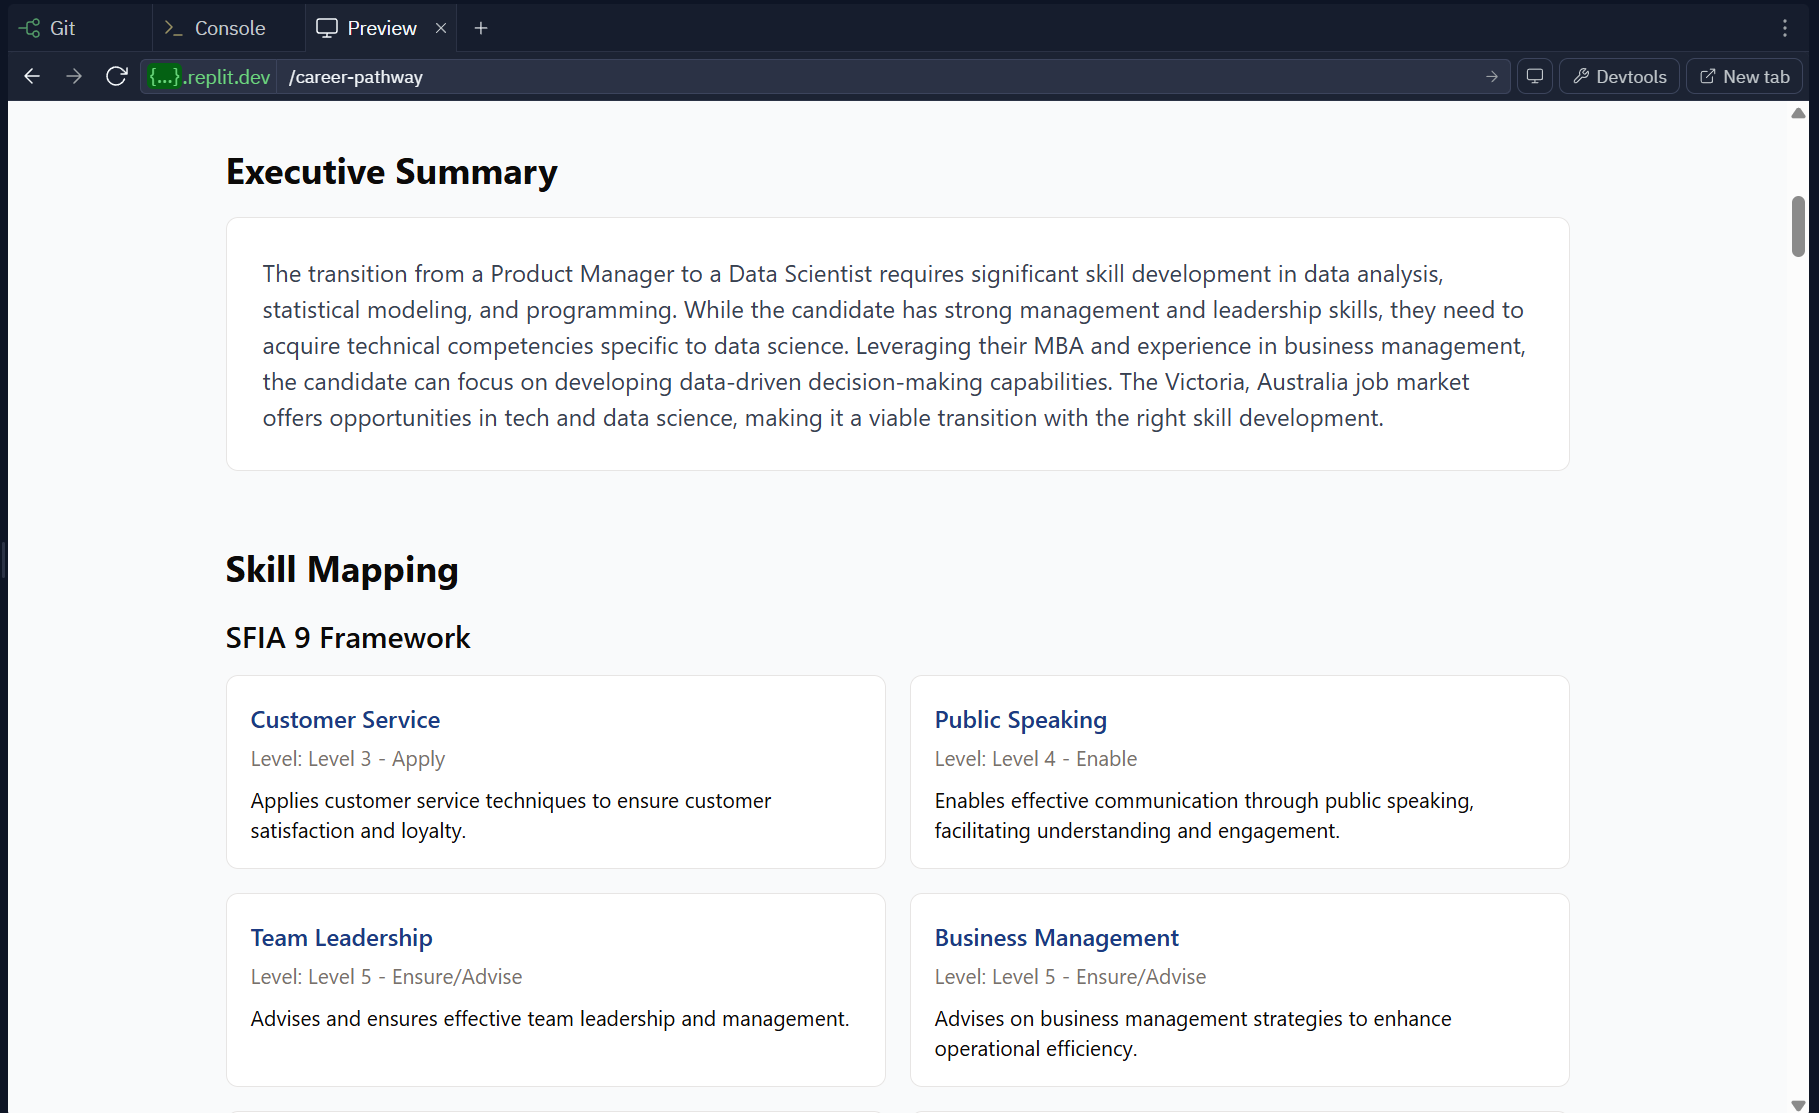 Git
Console
Preview
{...}.replit.dev
/career-pathway
Devtools
New tab
Executive Summary
The transition from a Product Manager to a Data Scientist requires significant skill development in data analysis,
statistical modeling, and programming. While the candidate has strong management and leadership skills, they need to
acquire technical competencies specific to data science. Leveraging their MBA and experience in business management,
the candidate can focus on developing data-driven decision-making capabilities. The Victoria, Australia job market
offers opportunities in tech and data science, making it a viable transition with the right skill development.
Skill Mapping
SFIA 9 Framework
Customer Service
Level: Level 3 - Apply
Applies customer service techniques to ensure customer
satisfaction and loyalty.
Public Speaking
Level: Level 4 - Enable
Enables effective communication through public speaking,
facilitating understanding and engagement.
Team Leadership
Level: Level 5 - Ensure/Advise
Advises and ensures effective team leadership and management.
Business Management
Level: Level 5 - Ensure/Advise
Advises on business management strategies to enhance
operational efficiency.